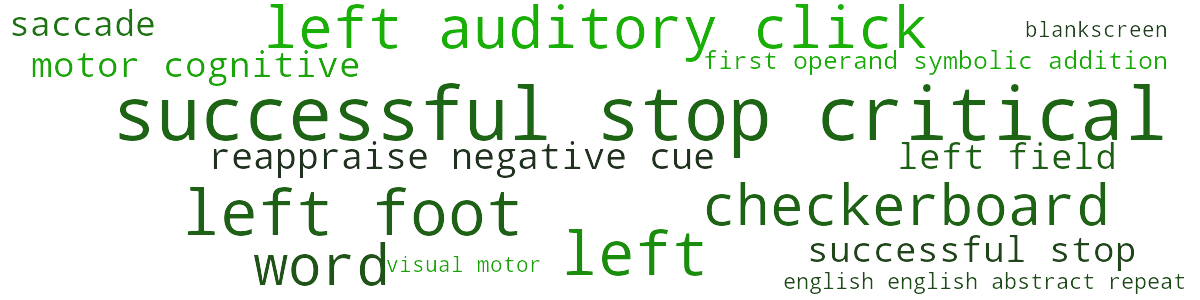 saccade
left auditory click
blankscreen
motor cognitive
first operand symbolic addition
successful stop critical
reappraise negative cue
left field
left foot
checkerboard
word
visual motor
left
successful stop
english english abstract repeat